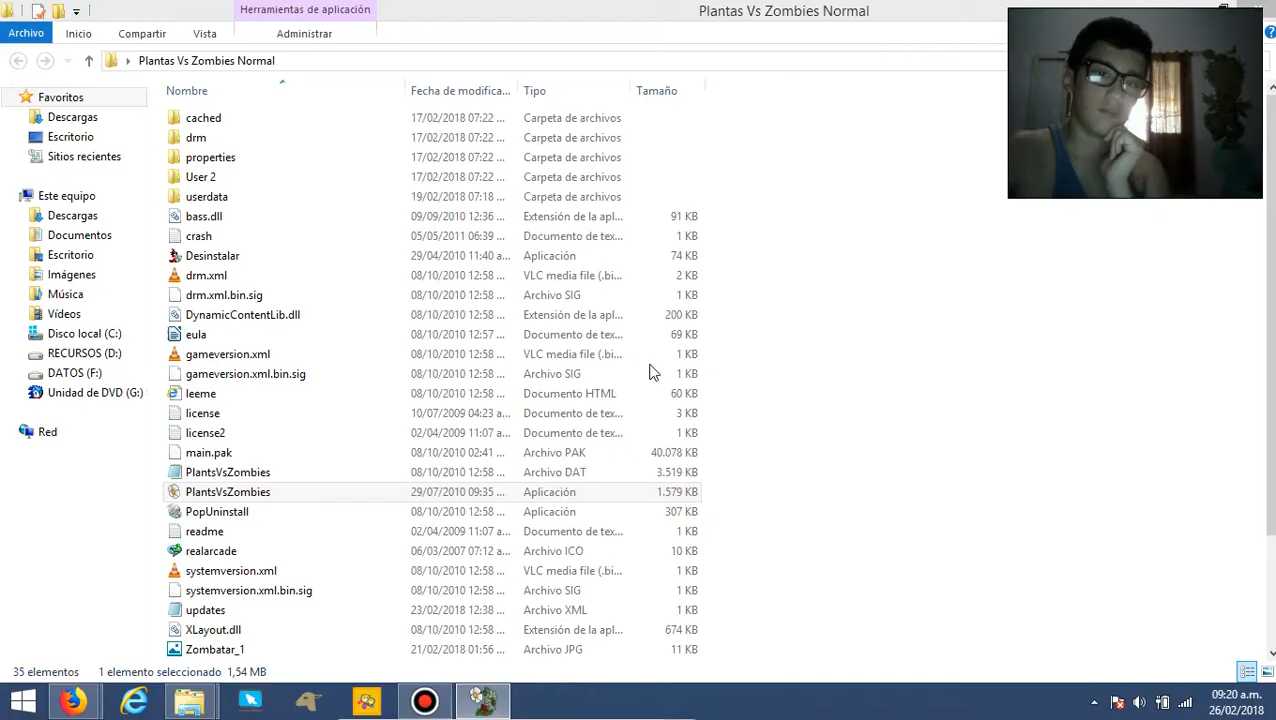 Herramientas de aplicación
Plantas Vs Zombies Normal
Archivo
Inicio
Compartir
Vista
Administrar
Plantas Vs Zombies Normal
Nombre
Fecha de modifica...
Tipo
Tamaño
Favoritos
Descargas
Escritorio
Sitios recientes
Este equipo
Descargas
Documentos
Escritorio
Imágenes
Música
Vídeos
Disco local (C:)
RECURSOS (D:)
DATOS (F:)
Unidad de DVD (G:)
Red
cached 17/02/2018 07:22 ... Carpeta de archivos
drm 17/02/2018 07:22 ... Carpeta de archivos
properties 17/02/2018 07:22 ... Carpeta de archivos
User 2 17/02/2018 07:22 ... Carpeta de archivos
userdata 19/02/2018 07:18 ... Carpeta de archivos
bass.dll 09/09/2010 12:36 ... Extensión de la apl... 91 KB
crash 05/05/2011 06:39 ... Documento de tex... 1 KB
Desinstalar 29/04/2010 11:40 a... Aplicación 74 KB
drm.xml 08/10/2010 12:58 ... VLC media file (.bi... 2 KB
drm.xml.bin.sig 08/10/2010 12:58 ... Archivo SIG 1 KB
DynamicContentLib.dll 08/10/2010 12:58 ... Extensión de la apl... 200 KB
eula 08/10/2010 12:57 ... Documento de tex... 69 KB
gameversion.xml 08/10/2010 12:58 ... VLC media file (.bi... 1 KB
gameversion.xml.bin.sig 08/10/2010 12:58 ... Archivo SIG 1 KB
leeme 08/10/2010 12:58 ... Documento HTML 60 KB
license 10/07/2009 04:23 a... Documento de tex... 3 KB
license2 02/04/2009 11:07 a... Documento de tex... 1 KB
main.pak 08/10/2010 02:41 ... Archivo PAK 40.078 KB
PlantsVsZombies 08/10/2010 12:58 ... Archivo DAT 3.519 KB
PlantsVsZombies 29/07/2010 09:35 ... Aplicación 1.579 KB
PopUninstall 08/10/2010 12:58 ... Aplicación 307 KB
readme 02/04/2009 11:07 a... Documento de tex... 1 KB
realarcade 06/03/2007 07:12 a... Archivo ICO 10 KB
systemversion.xml 08/10/2010 12:58 ... VLC media file (.bi... 1 KB
systemversion.xml.bin.sig 08/10/2010 12:58 ... Archivo SIG 1 KB
updates 23/02/2018 12:38 ... Archivo XML 1 KB
XLayout.dll 08/10/2010 12:58 ... Extensión de la apl... 674 KB
Zombatar_1 21/02/2018 01:56 ... Archivo JPG 11 KB
35 elementos
1 elemento seleccionado 1,54 MB
09:20 a.m.
26/02/2018